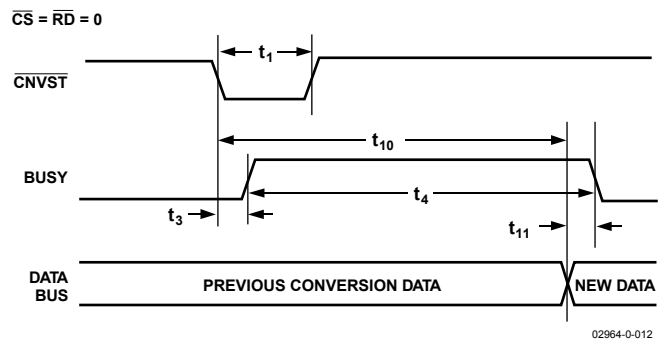 CS = RD = 0
t1
CNVST
t10
BUSY
t4
t3
t11
DATA
BUS
PREVIOUS CONVERSION DATA
NEW DATA
02964-0-012